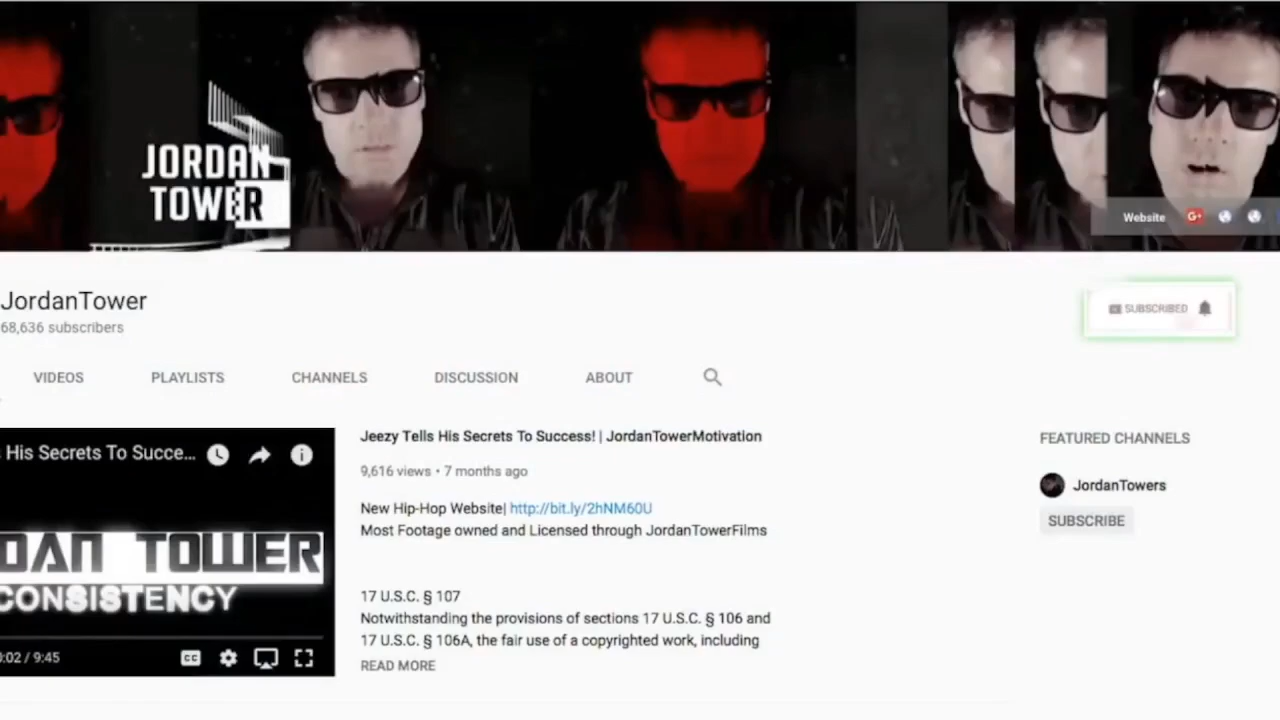 JORDAN
TOWER
Website
G+
JordanTower
68,636 subscribers
SUBSCRIBED
VIDEOS PLAYLISTS CHANNELS DISCUSSION ABOUT
His Secrets To Succe...
DAN TOWER
CONSISTENCY
0:02 / 9:45
CC
Jeezy Tells His Secrets To Success! | JordanTowerMotivation
9,616 views • 7 months ago
New Hip-Hop Website| http://bit.ly/2hNM60U
Most Footage owned and Licensed through JordanTowerFilms
17 U.S.C. § 107
Notwithstanding the provisions of sections 17 U.S.C. § 106 and
17 U.S.C. § 106A, the fair use of a copyrighted work, including
READ MORE
FEATURED CHANNELS
JordanTowers
SUBSCRIBE